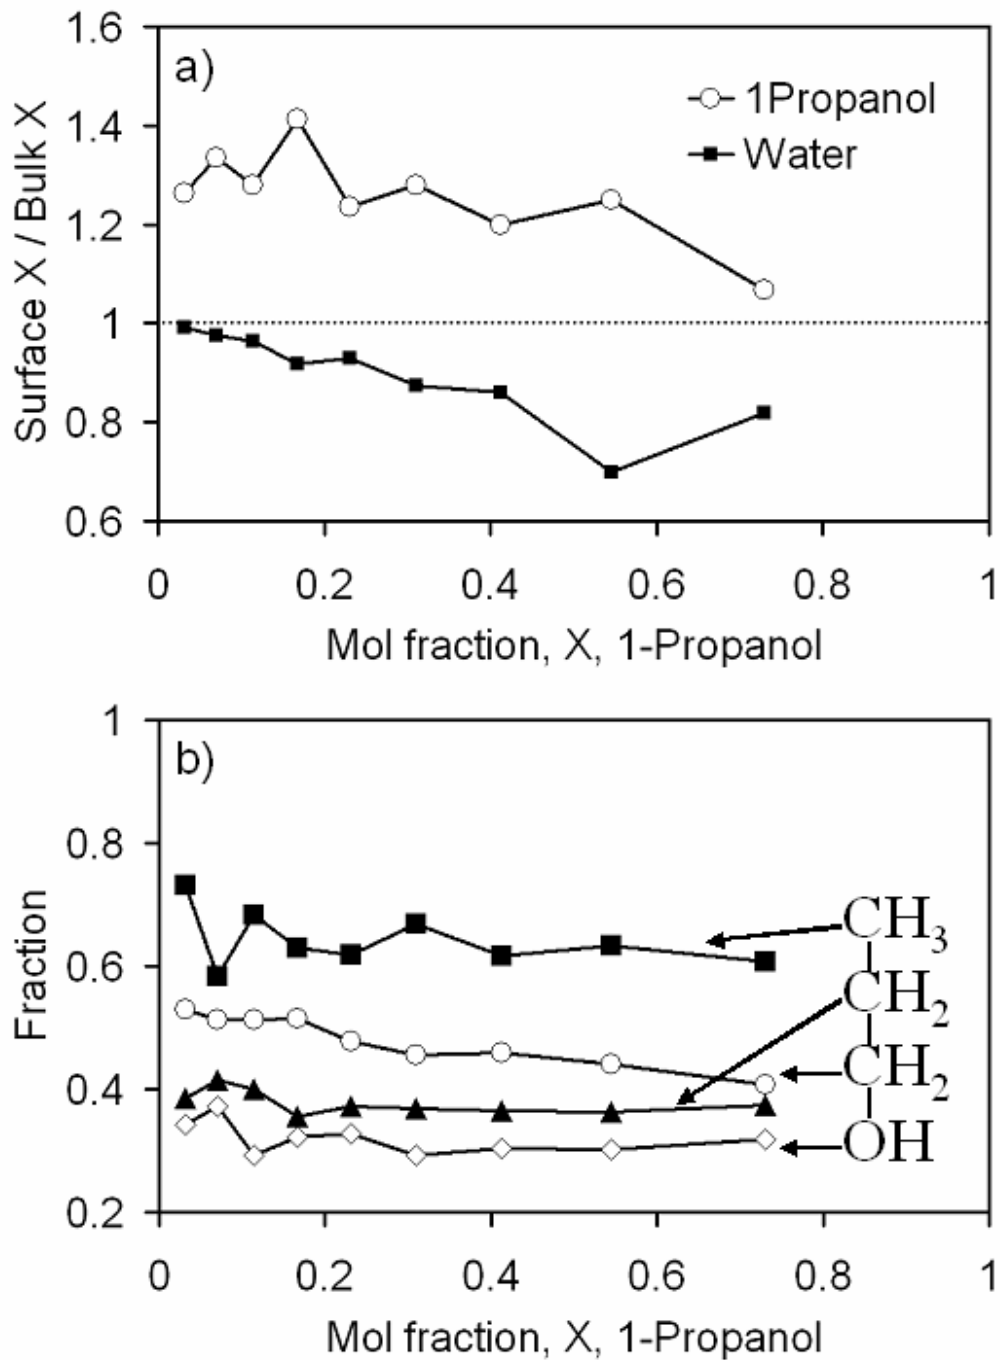 a)
1.6
1.4
1.2
1
0.8
0.6
0
0.2
0.4
0.6
0.8
1
Surface X / Bulk X
Mol fraction, X, 1-Propanol
1Propanol
Water
b)
1
0.8
0.6
0.4
0.2
0
0.2
0.4
0.6
0.8
1
Fraction
Mol fraction, X, 1-Propanol
CH3
CH2
CH2
OH